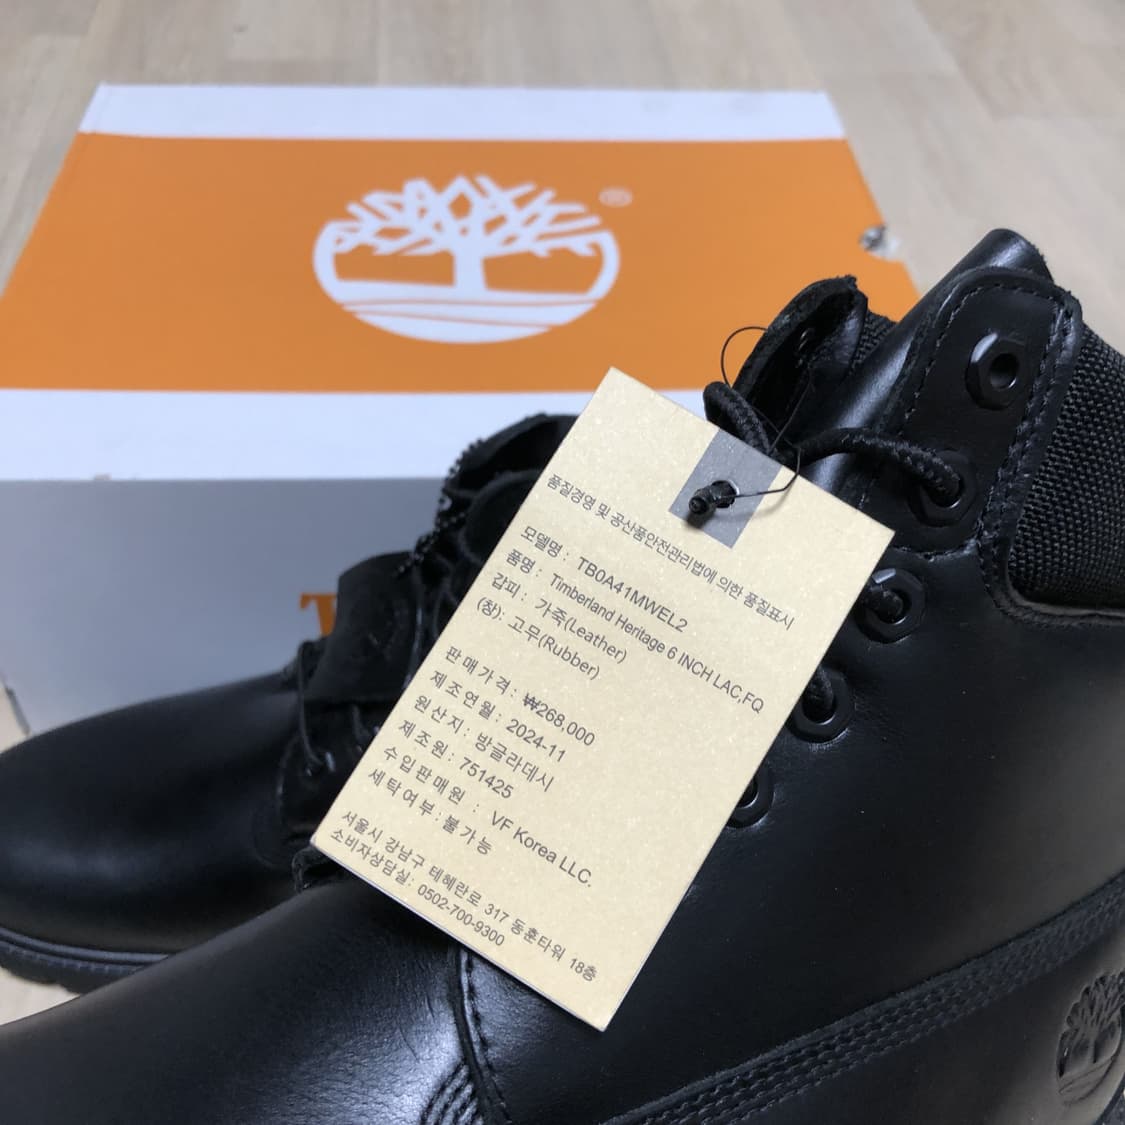 ®
품질경영 및 공산품안전관리법에 의한 품질표시
모델명 : TB0A41MWEL2
품명 : Timberland Heritage 6 INCH LAC,FQ
갑피 : 가죽(Leather)
(창): 고무(Rubber)
판매가격 : ₩268,000
제조연월 : 2024-11
원산지 : 방글라데시
제조원 : 751425
수입판매원 : VF Korea LLC.
세탁여부 : 불가능
서울시 강남구 테헤란로 317 동훈타워 18층
소비자상담실: 0502-700-9300